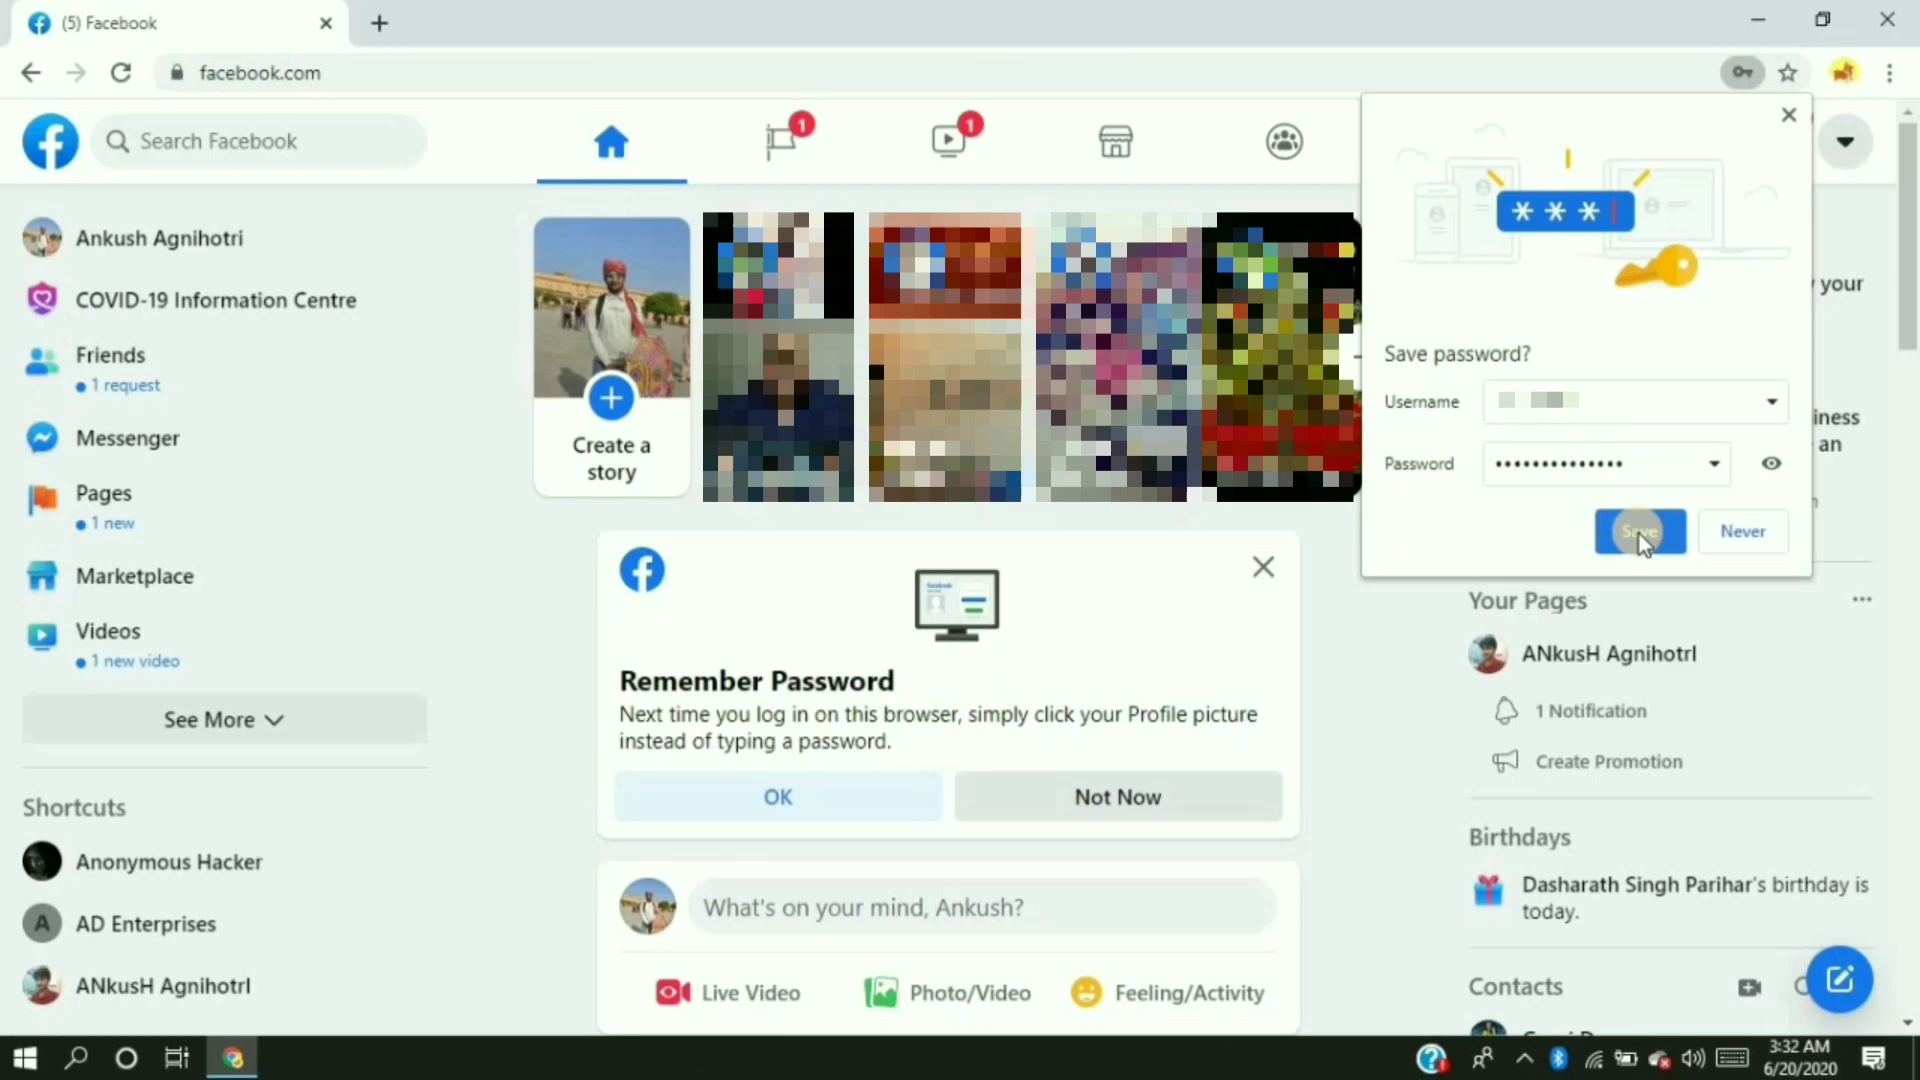 (5) Facebook
facebook.com
Search Facebook
1
1
Ankush Agnihotri
COVID-19 Information Centre
Friends
1 request
Messenger
Pages
1 new
Marketplace
Videos
1 new video
See More
Shortcuts
Anonymous Hacker
A AD Enterprises
ANkusH AgnihotrI
Create a
story
Remember Password
Next time you log in on this browser, simply click your Profile picture
instead of typing a password.
OK
Not Now
What's on your mind, Ankush?
Live Video
Photo/Video
Feeling/Activity
* * *
Save password?
Username
Password ••••••••••••••
Save
Never
your
iness
an
Your Pages
ANkusH AgnihotrI
1 Notification
Create Promotion
Birthdays
Dasharath Singh Parihar's birthday is
today.
Contacts
3:32 AM
6/20/2020